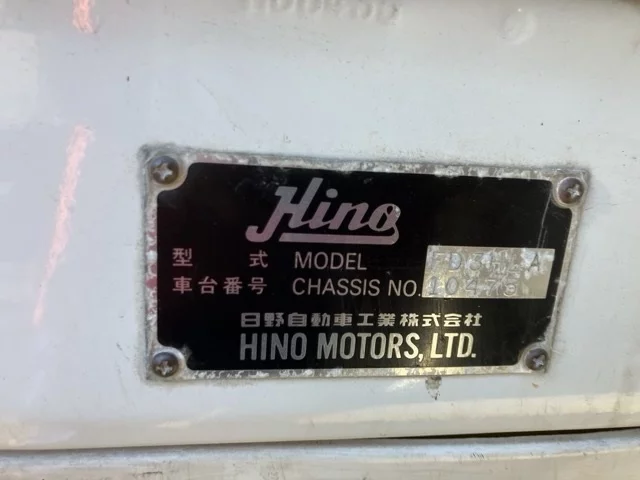 Hino
型 式 MODEL
車台番号 CHASSIS NO. 10478
日野自動車工業株式会社
HINO MOTORS, LTD.